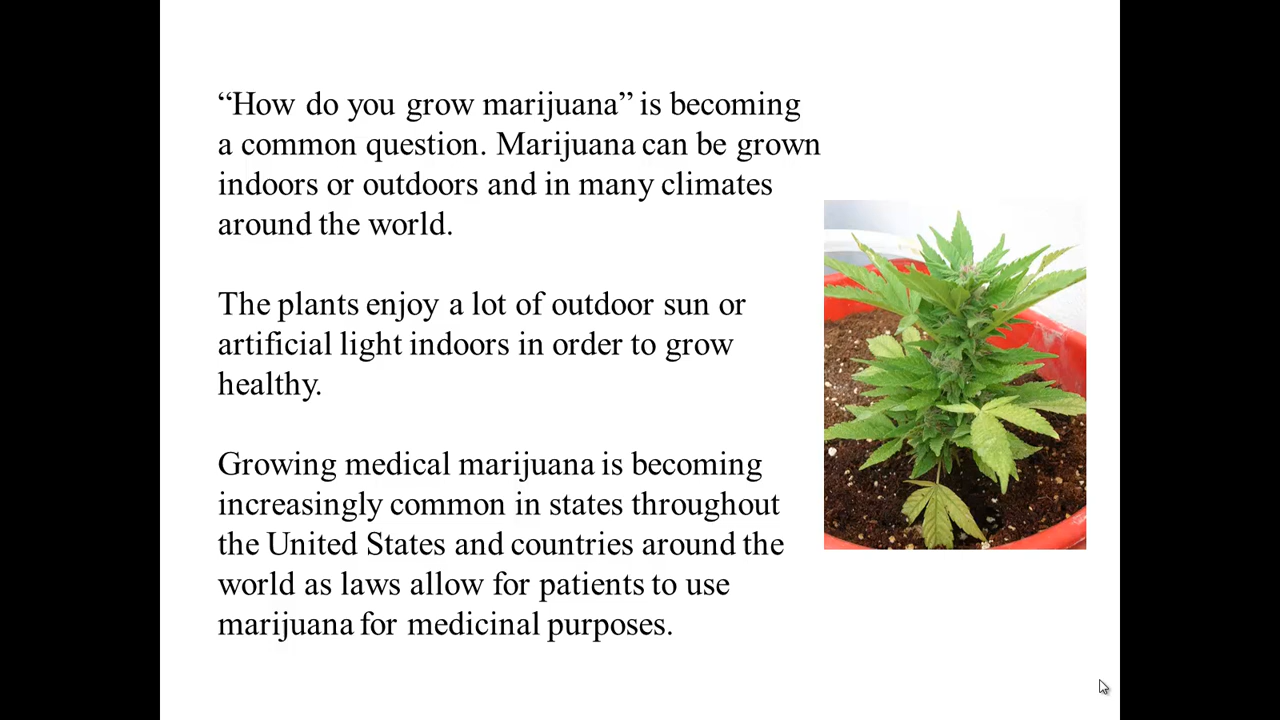 “How do you grow marijuana” is becoming
a common question. Marijuana can be grown
indoors or outdoors and in many climates
around the world.
The plants enjoy a lot of outdoor sun or
artificial light indoors in order to grow
healthy.
Growing medical marijuana is becoming
increasingly common in states throughout
the United States and countries around the
world as laws allow for patients to use
marijuana for medicinal purposes.